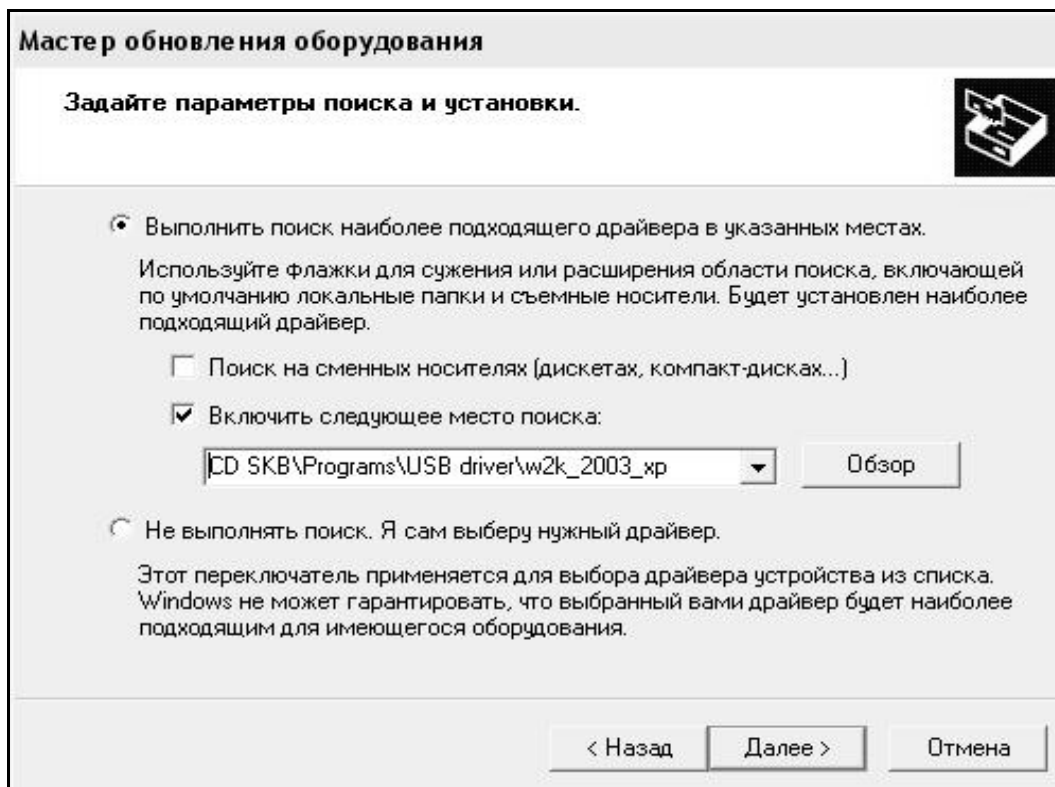 Мастер обновления оборудования
Задайте параметры поиска и установки.
Выполнить поиск наиболее подходящего драйвера в указанных местах.
Используйте флажки для сужения или расширения области поиска, включающей
по умолчанию локальные папки и съемные носители. Будет установлен наиболее
подходящий драйвер.
Поиск на сменных носителях (дискетах, компакт-дисках...)
Включить следующее место поиска:
CD SKB\Programs\USB driver\w2k_2003_xp
Обзор
Не выполнять поиск. Я сам выберу нужный драйвер.
Этот переключатель применяется для выбора драйвера устройства из списка.
Windows не может гарантировать, что выбранный вами драйвер будет наиболее
подходящим для имеющегося оборудования.
< Назад
Далее >
Отмена